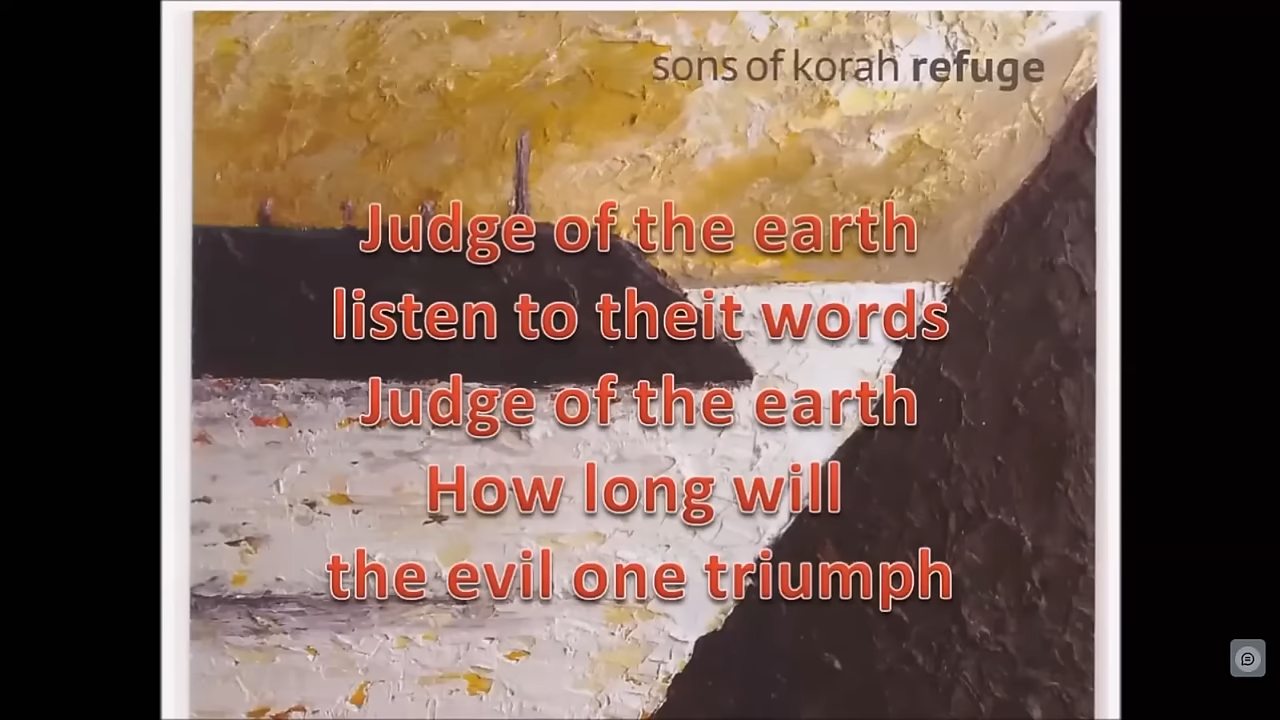 sons of korah refuge
Judge of the earth
listen to theit words
Judge of the earth
How long will
the evil one triumph